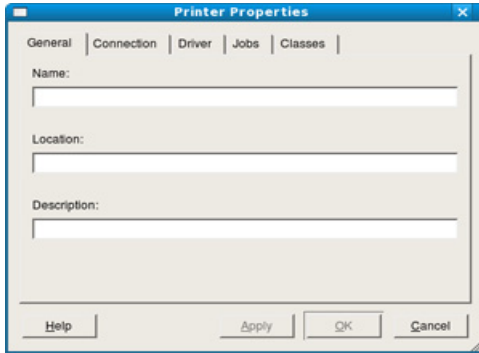 Printer Properties
General Connection Driver Jobs Classes
Name:
Location:
Description:
Help Apply OK Cancel